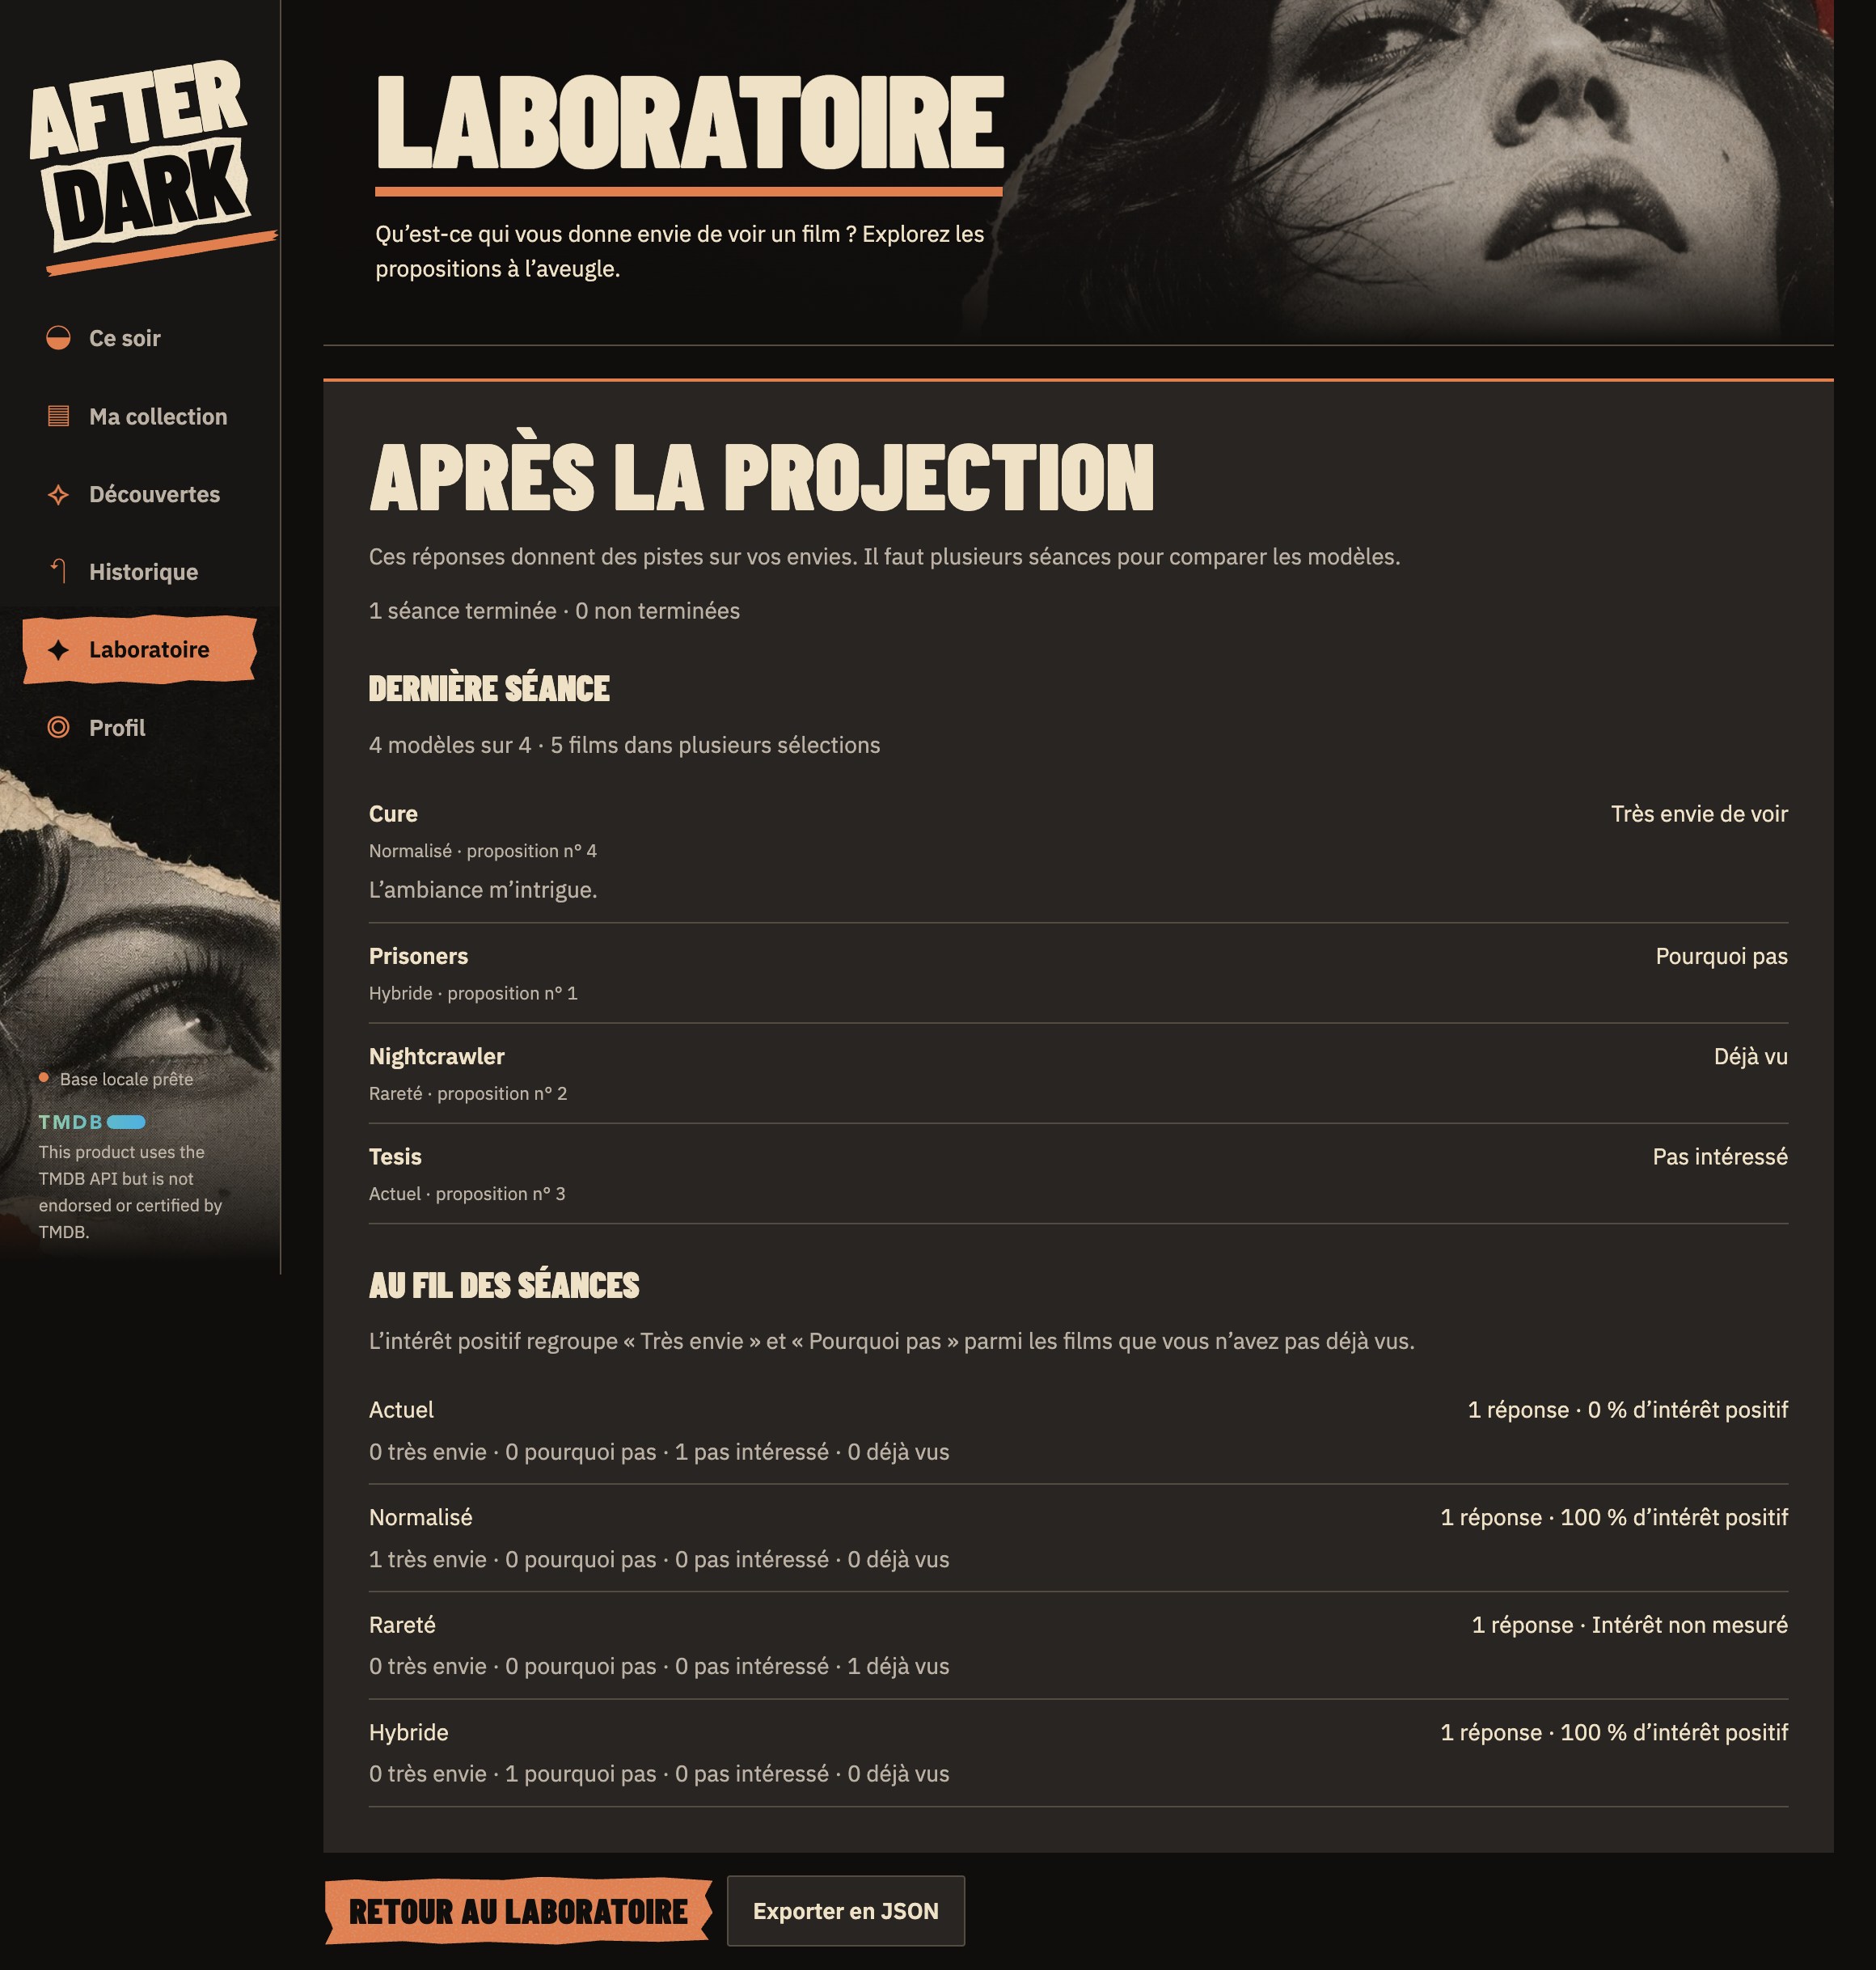 AFTER
DARK
Ce soir
Ma collection
Découvertes
Historique
Laboratoire
Profil
Base locale prête
TMDB
This product uses the
TMDB API but is not
endorsed or certified by
TMDB.
LABORATOIRE
Qu’est-ce qui vous donne envie de voir un film ? Explorez les
propositions à l’aveugle.
APRÈS LA PROJECTION
Ces réponses donnent des pistes sur vos envies. Il faut plusieurs séances pour comparer les modèles.
1 séance terminée · 0 non terminées
DERNIÈRE SÉANCE
4 modèles sur 4 · 5 films dans plusieurs sélections
Cure Très envie de voir
Normalisé · proposition n° 4
L’ambiance m’intrigue.
Prisoners Pourquoi pas
Hybride · proposition n° 1
Nightcrawler Déjà vu
Rareté · proposition n° 2
Tesis Pas intéressé
Actuel · proposition n° 3
AU FIL DES SÉANCES
L’intérêt positif regroupe « Très envie » et « Pourquoi pas » parmi les films que vous n’avez pas déjà vus.
Actuel 1 réponse · 0 % d’intérêt positif
0 très envie · 0 pourquoi pas · 1 pas intéressé · 0 déjà vus
Normalisé 1 réponse · 100 % d’intérêt positif
1 très envie · 0 pourquoi pas · 0 pas intéressé · 0 déjà vus
Rareté 1 réponse · Intérêt non mesuré
0 très envie · 0 pourquoi pas · 0 pas intéressé · 1 déjà vus
Hybride 1 réponse · 100 % d’intérêt positif
0 très envie · 1 pourquoi pas · 0 pas intéressé · 0 déjà vus
RETOUR AU LABORATOIRE
Exporter en JSON